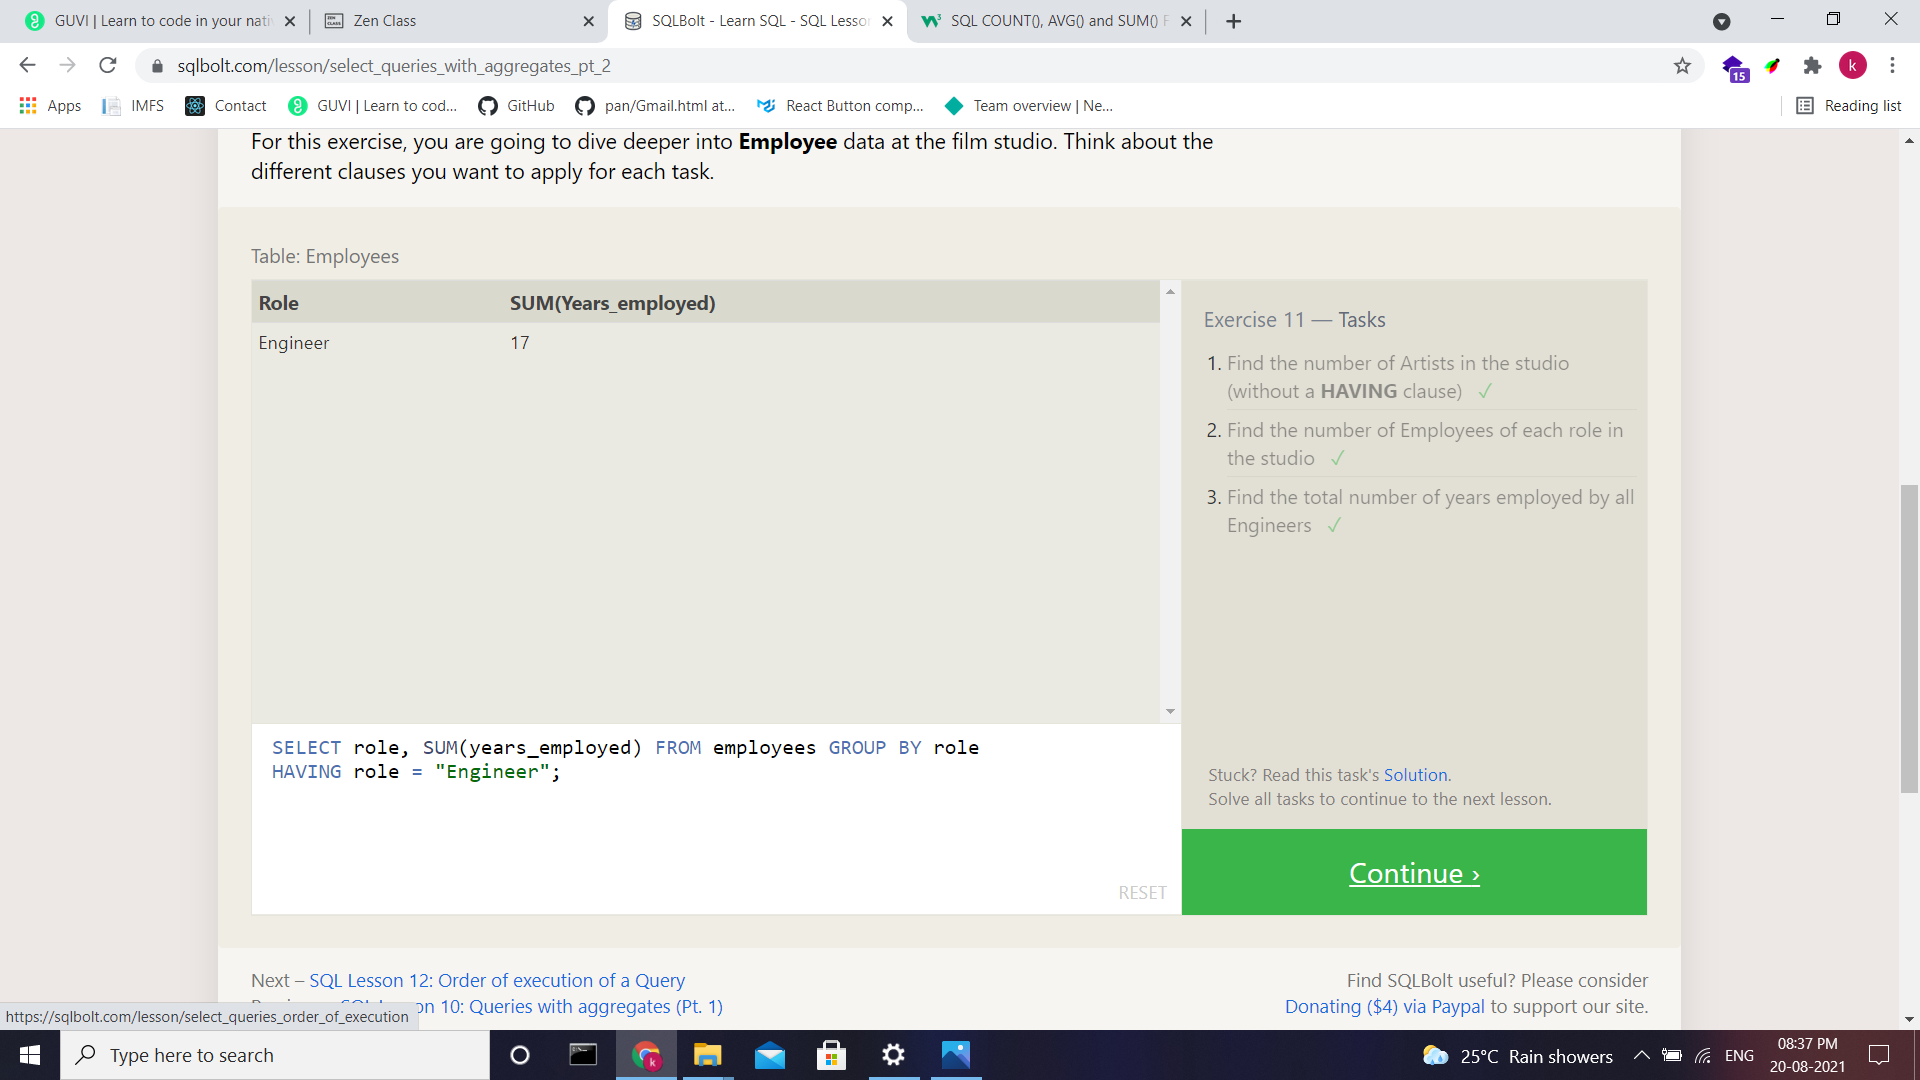 GUVI | Learn to code in your nati
Zen Class
SQLBolt - Learn SQL - SQL Lesso
SQL COUNT(), AVG() and SUM() F
sqlbolt.com/lesson/select_queries_with_aggregates_pt_2
15
k
Apps
IMFS
Contact
GUVI | Learn to cod...
GitHub
pan/Gmail.html at...
React Button comp...
Team overview | Ne...
Reading list
For this exercise, you are going to dive deeper into Employee data at the film studio. Think about the
different clauses you want to apply for each task.
Table: Employees
Role SUM(Years_employed)
Engineer 17
SELECT role, SUM(years_employed) FROM employees GROUP BY role
HAVING role = "Engineer";
RESET
Exercise 11 — Tasks
1. Find the number of Artists in the studio
(without a HAVING clause) ✓
2. Find the number of Employees of each role in
the studio ✓
3. Find the total number of years employed by all
Engineers ✓
Stuck? Read this task's Solution.
Solve all tasks to continue to the next lesson.
Continue ›
Next – SQL Lesson 12: Order of execution of a Query
on 10: Queries with aggregates (Pt. 1)
Find SQLBolt useful? Please consider
Donating ($4) via Paypal to support our site.
https://sqlbolt.com/lesson/select_queries_order_of_execution
Type here to search
25°C Rain showers
ENG
08:37 PM
20-08-2021